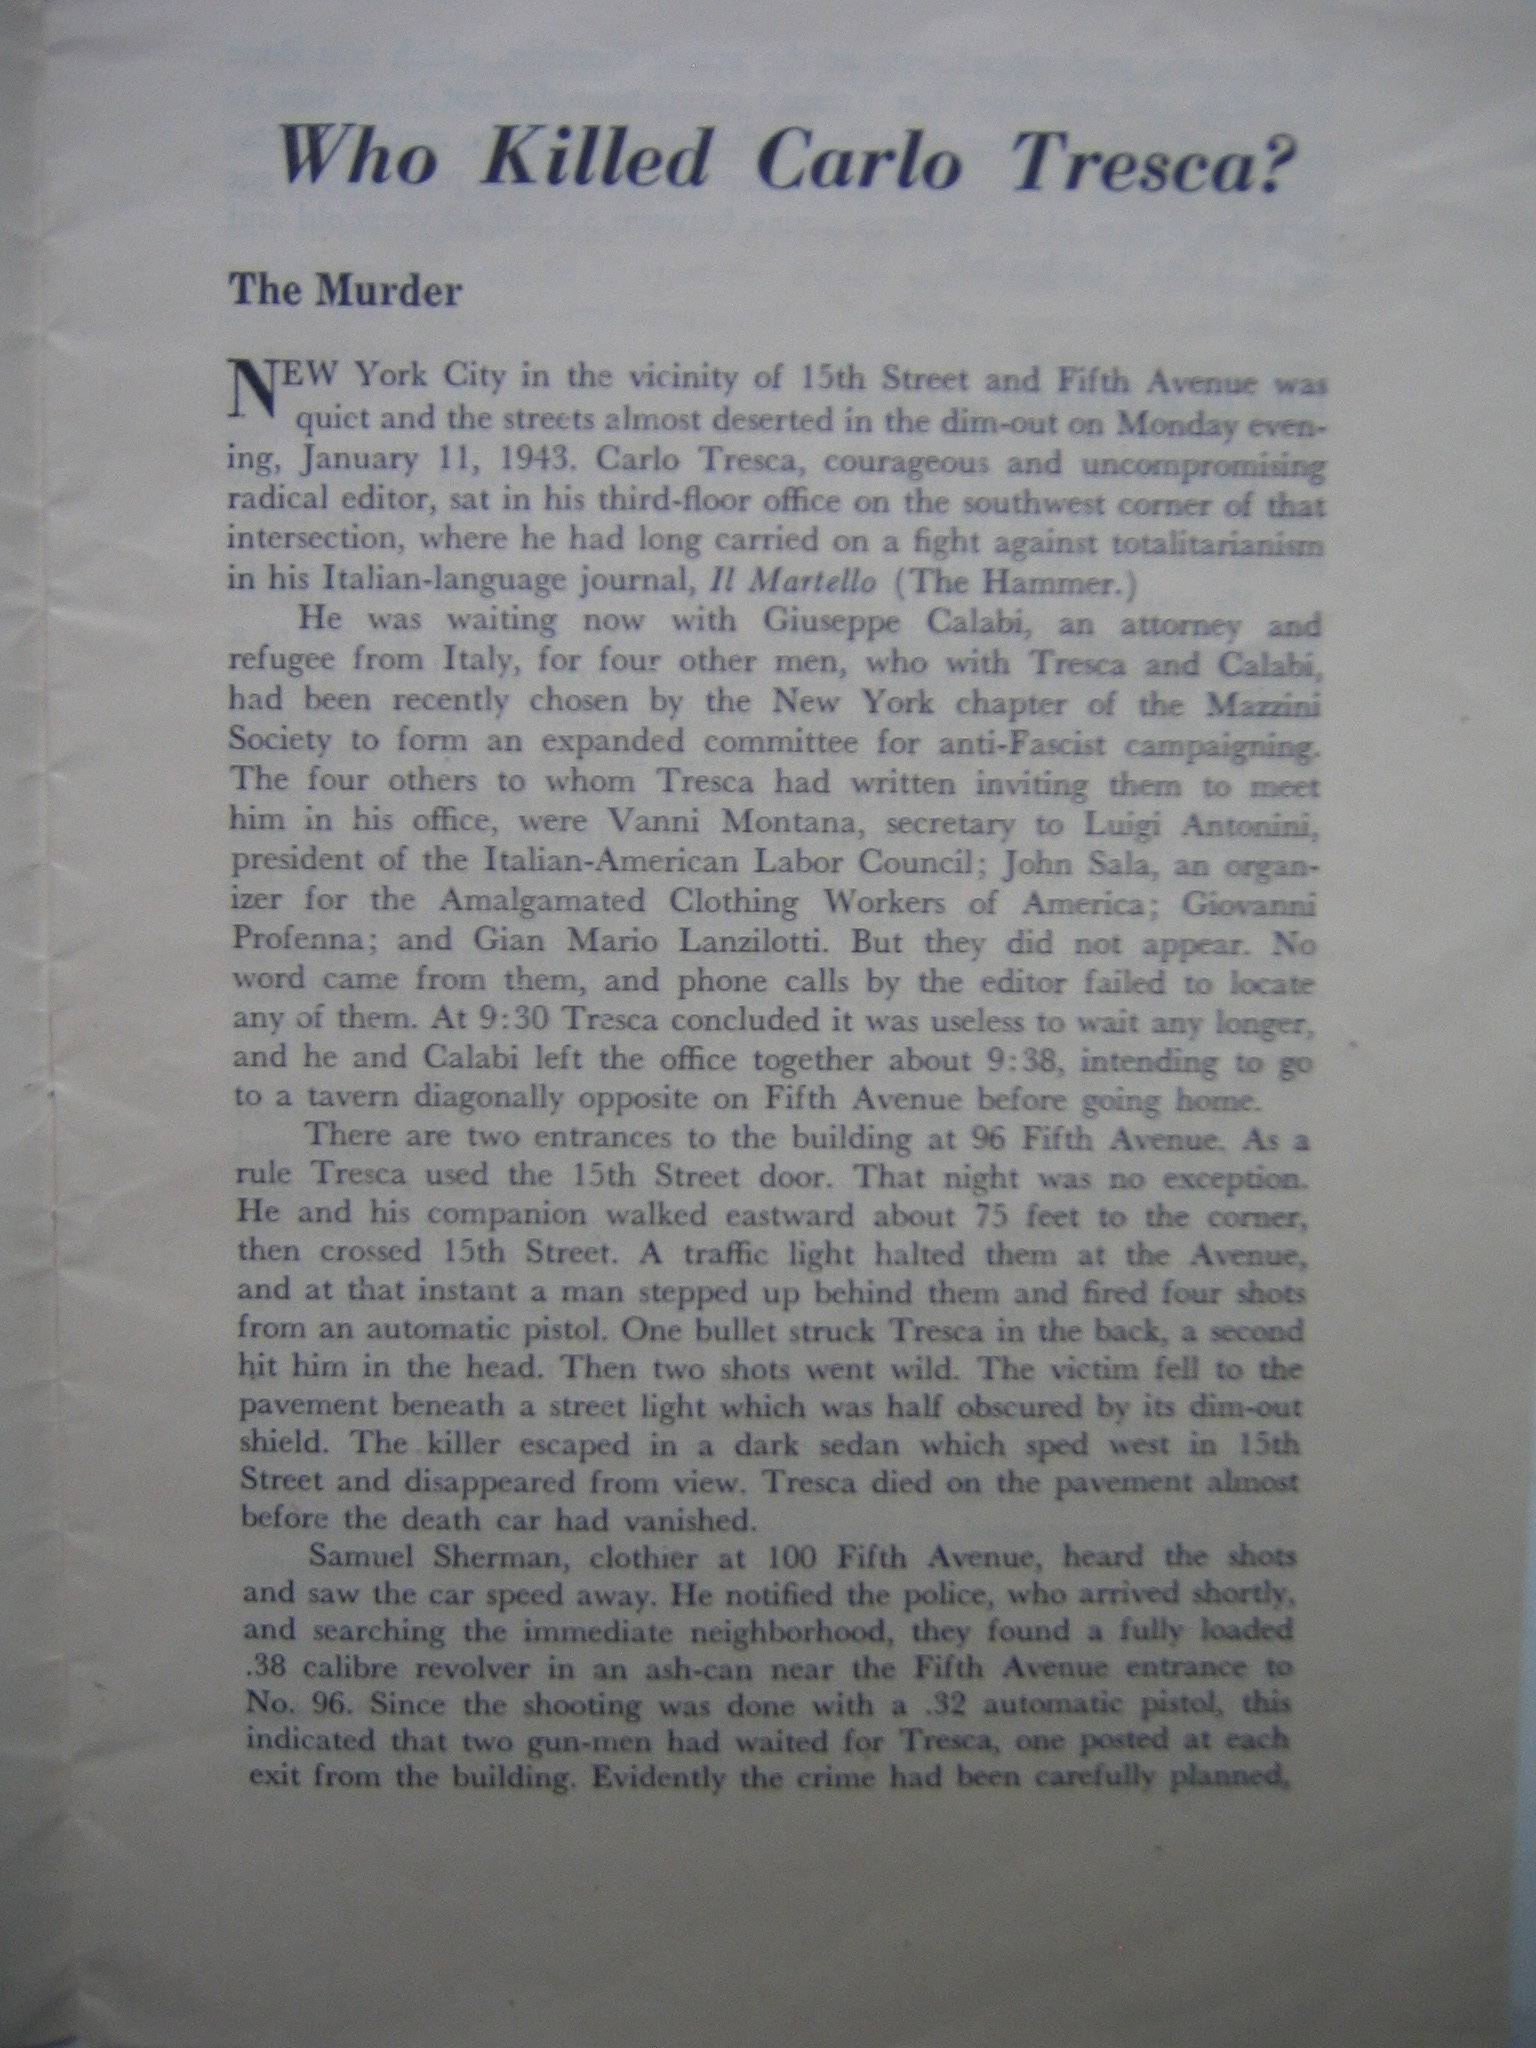 Who Killed Carlo Tresca?
The Murder
NEW York City in the vicinity of 15th Street and Fifth Avenue was
quiet and the streets almost deserted in the dim-out on Monday even-
ing, January 11, 1943. Carlo Tresca, courageous and uncompromising
radical editor, sat in his third-floor office on the southwest corner of that
intersection, where he had long carried on a fight against totalitarianism
in his Italian-language journal, Il Martello (The Hammer.)
He was waiting now with Giuseppe Calabi, an attorney and
refugee from Italy, for four other men, who with Tresca and Calabi,
had been recently chosen by the New York chapter of the Mazzini
Society to form an expanded committee for anti-Fascist campaigning.
The four others to whom Tresca had written inviting them to meet
him in his office, were Vanni Montana, secretary to Luigi Antonini,
president of the Italian-American Labor Council; John Sala, an organ-
izer for the Amalgamated Clothing Workers of America; Giovanni
Profenna; and Gian Mario Lanzilotti. But they did not appear. No
word came from them, and phone calls by the editor failed to locate
any of them. At 9:30 Tresca concluded it was useless to wait any longer,
and he and Calabi left the office together about 9:38, intending to go
to a tavern diagonally opposite on Fifth Avenue before going home.
There are two entrances to the building at 96 Fifth Avenue. As a
rule Tresca used the 15th Street door. That night was no exception.
He and his companion walked eastward about 75 feet to the corner,
then crossed 15th Street. A traffic light halted them at the Avenue,
and at that instant a man stepped up behind them and fired four shots
from an automatic pistol. One bullet struck Tresca in the back, a second
hit him in the head. Then two shots went wild. The victim fell to the
pavement beneath a street light which was half obscured by its dim-out
shield. The killer escaped in a dark sedan which sped west in 15th
Street and disappeared from view. Tresca died on the pavement almost
before the death car had vanished.
Samuel Sherman, clothier at 100 Fifth Avenue, heard the shots
and saw the car speed away. He notified the police, who arrived shortly,
and searching the immediate neighborhood, they found a fully loaded
.38 calibre revolver in an ash-can near the Fifth Avenue entrance to
No. 96. Since the shooting was done with a .32 automatic pistol, this
indicated that two gun-men had waited for Tresca, one posted at each
exit from the building. Evidently the crime had been carefully planned,